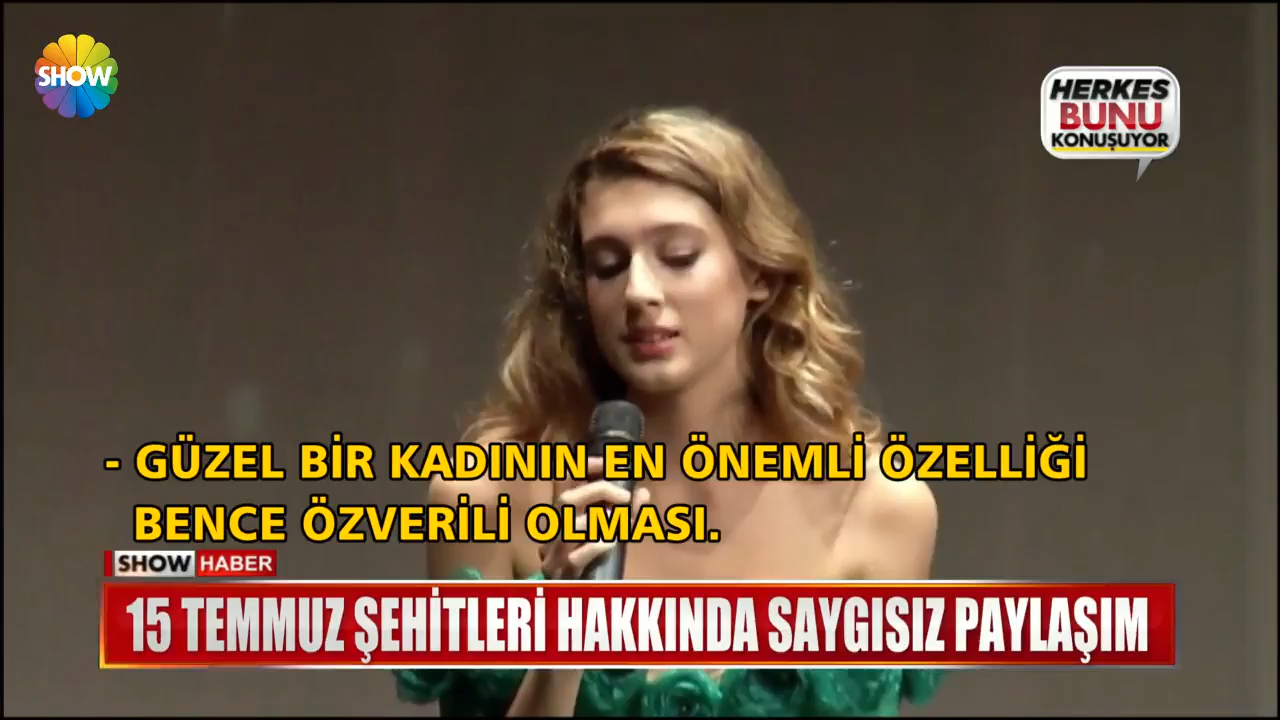 SHOW
HERKES
BUNU
KONUŞUYOR
- GÜZEL BİR KADININ EN ÖNEMLİ ÖZELLİĞİ
BENCE ÖZVERİLİ OLMASI.
SHOW HABER
15 TEMMUZ ŞEHİTLERİ HAKKINDA SAYGISIZ PAYLAŞIM